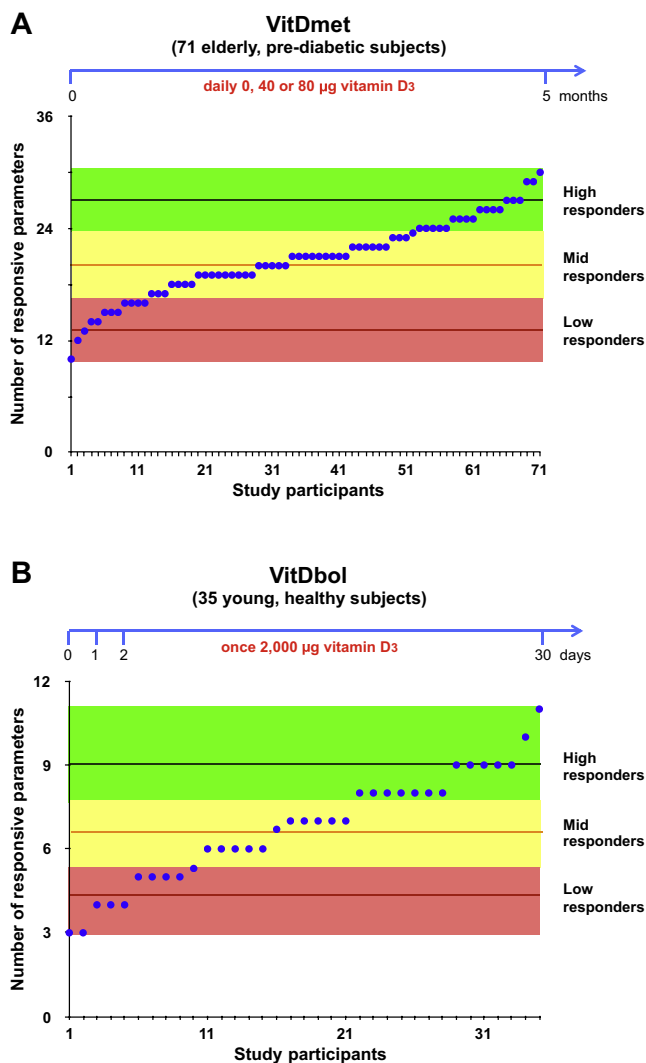 A
VitDmet
(71 elderly, pre-diabetic subjects)
daily 0, 40 or 80 µg vitamin D3
0
5 months
36
24
12
0
Number of responsive parameters
High
responders
Mid
responders
Low
responders
1 11 21 31 41 51 61 71
Study participants
B
VitDbol
(35 young, healthy subjects)
0 1 2
once 2,000 µg vitamin D3
30 days
12
9
6
3
0
Number of responsive parameters
High
responders
Mid
responders
Low
responders
1 11 21 31
Study participants